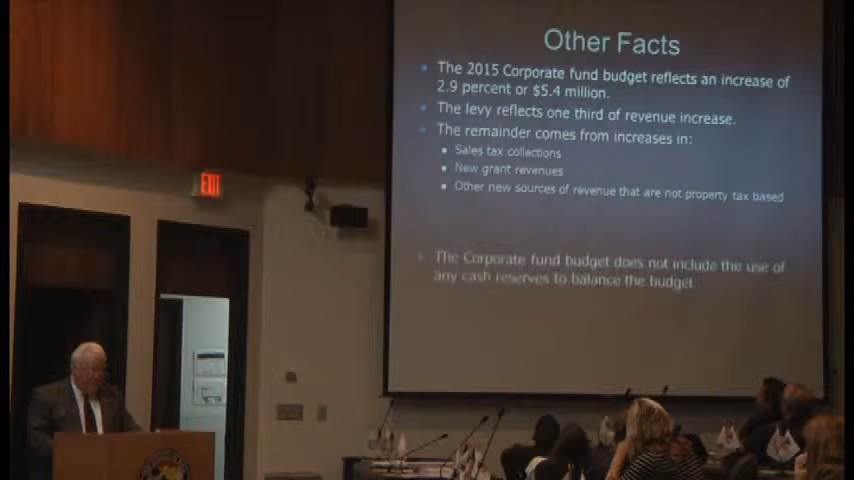 Other Facts
The 2015 Corporate fund budget reflects an increase of
2.9 percent or $5.4 million.
The levy reflects one third of revenue increase.
The remainder comes from increases in:
Sales tax collections
New grant revenues
Other new sources of revenue that are not property tax based
The Corporate fund budget does not include the use of
any cash reserves to balance the budget.
EXIT